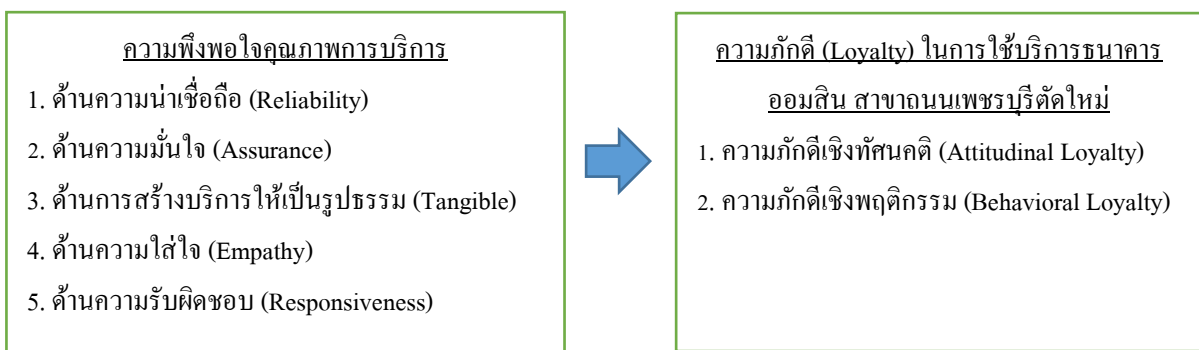 ความพึงพอใจคุณภาพการบริการ
1. ด้านความน่าเชื่อถือ (Reliability)
2. ด้านความมั่นใจ (Assurance)
3. ด้านการสร้างบริการให้เป็นรูปธรรม (Tangible)
4. ด้านความใส่ใจ (Empathy)
5. ด้านความรับผิดชอบ (Responsiveness)
ความภักดี (Loyalty) ในการใช้บริการธนาคาร
ออมสิน สาขาถนนเพชรบุรีตัดใหม่
1. ความภักดีเชิงทัศนคติ (Attitudinal Loyalty)
2. ความภักดีเชิงพฤติกรรม (Behavioral Loyalty)